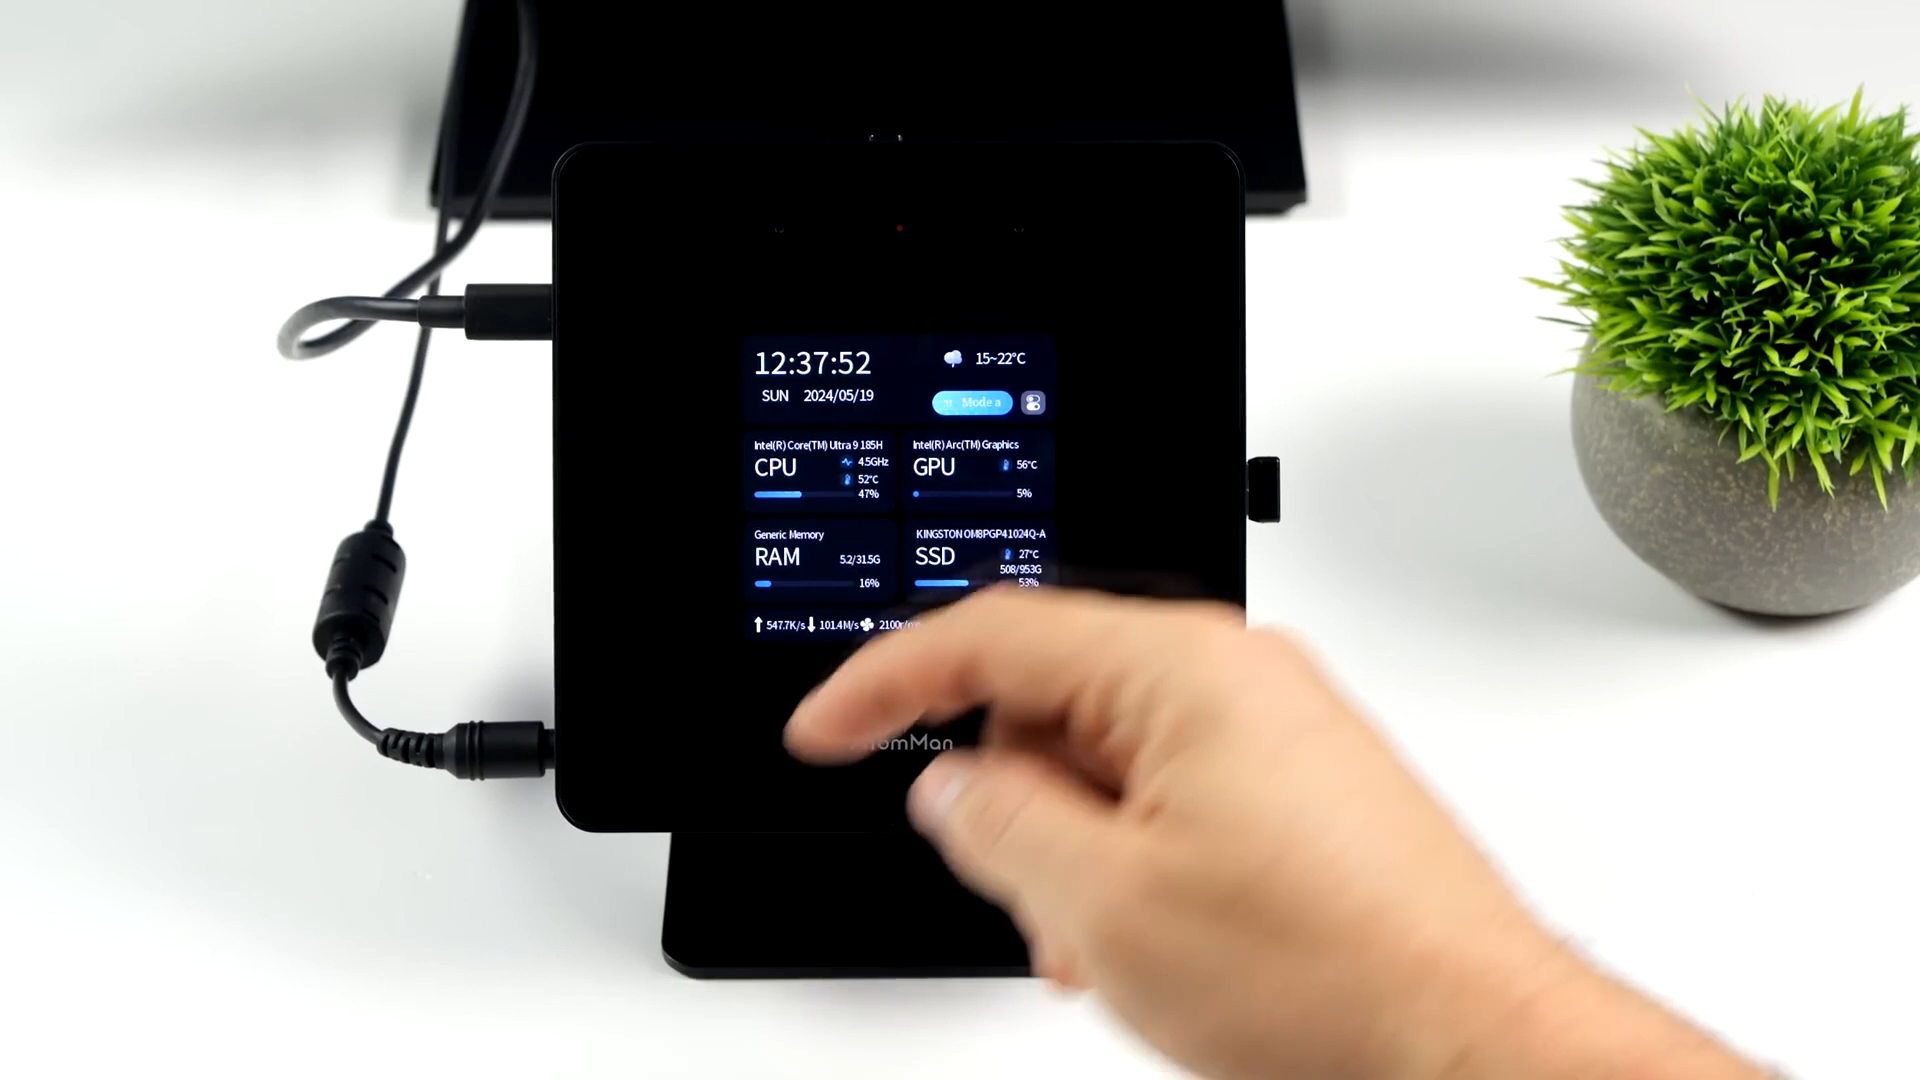 12:37:52
15~22°C
SUN 2024/05/19
Mode a
Intel(R) Core(TM) Ultra 9 185H
CPU
4.5GHz
52°C
47%
Intel(R) Arc(TM) Graphics
GPU
56°C
5%
Generic Memory
RAM
5.2/31.5G
16%
KINGSTON OM8PGP41024Q-A
SSD
27°C
508/953G
53%
547.7K/s 101.4M/s 2100r/m
omMan